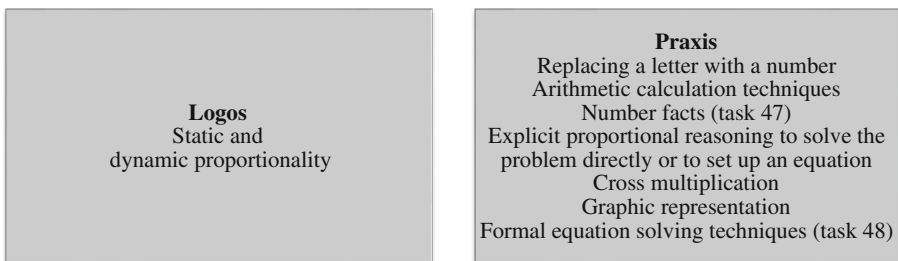 Logos
Static and
dynamic proportionality
Praxis
Replacing a letter with a number
Arithmetic calculation techniques
Number facts (task 47)
Explicit proportional reasoning to solve the
problem directly or to set up an equation
Cross multiplication
Graphic representation
Formal equation solving techniques (task 48)